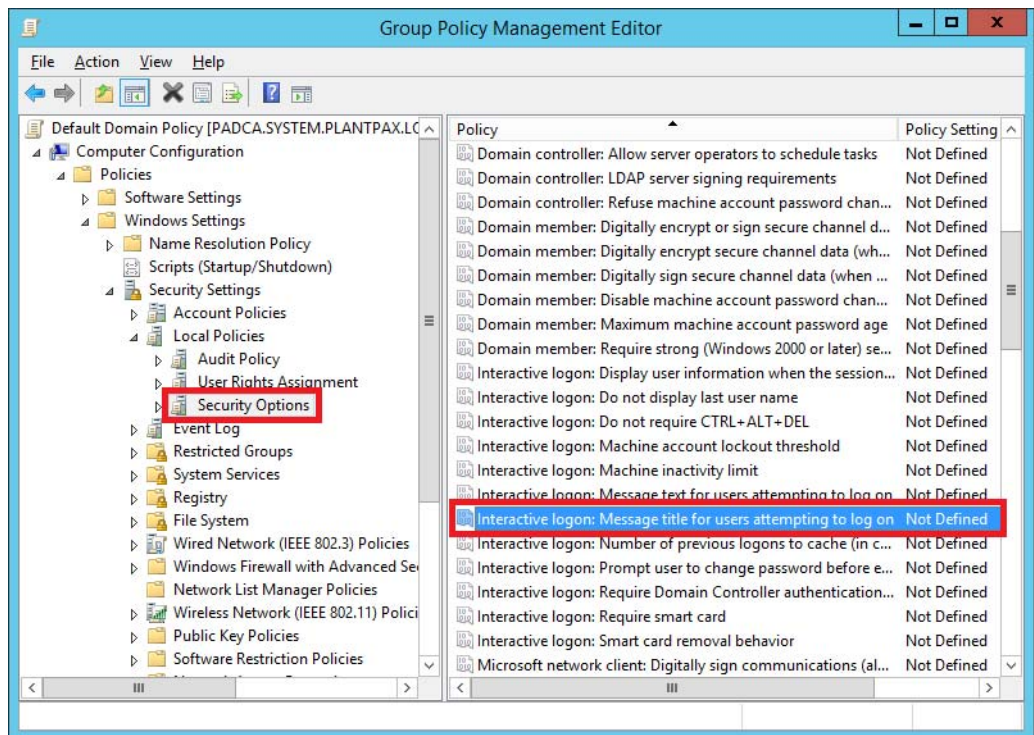 Group Policy Management Editor
File Action View Help
Default Domain Policy [PADCA.SYSTEM.PLANTPAX.LC
Computer Configuration
Policies
Software Settings
Windows Settings
Name Resolution Policy
Scripts (Startup/Shutdown)
Security Settings
Account Policies
Local Policies
Audit Policy
User Rights Assignment
Security Options
Event Log
Restricted Groups
System Services
Registry
File System
Wired Network (IEEE 802.3) Policies
Windows Firewall with Advanced Se
Network List Manager Policies
Wireless Network (IEEE 802.11) Polici
Public Key Policies
Software Restriction Policies
Policy Policy Setting
Domain controller: Allow server operators to schedule tasks Not Defined
Domain controller: LDAP server signing requirements Not Defined
Domain controller: Refuse machine account password chan... Not Defined
Domain member: Digitally encrypt or sign secure channel d... Not Defined
Domain member: Digitally encrypt secure channel data (wh... Not Defined
Domain member: Digitally sign secure channel data (when ... Not Defined
Domain member: Disable machine account password chan... Not Defined
Domain member: Maximum machine account password age Not Defined
Domain member: Require strong (Windows 2000 or later) se... Not Defined
Interactive logon: Display user information when the session... Not Defined
Interactive logon: Do not display last user name Not Defined
Interactive logon: Do not require CTRL+ALT+DEL Not Defined
Interactive logon: Machine account lockout threshold Not Defined
Interactive logon: Machine inactivity limit Not Defined
Interactive logon: Message text for users attempting to log on Not Defined
Interactive logon: Message title for users attempting to log on Not Defined
Interactive logon: Number of previous logons to cache (in c... Not Defined
Interactive logon: Prompt user to change password before e... Not Defined
Interactive logon: Require Domain Controller authentication... Not Defined
Interactive logon: Require smart card Not Defined
Interactive logon: Smart card removal behavior Not Defined
Microsoft network client: Digitally sign communications (al... Not Defined